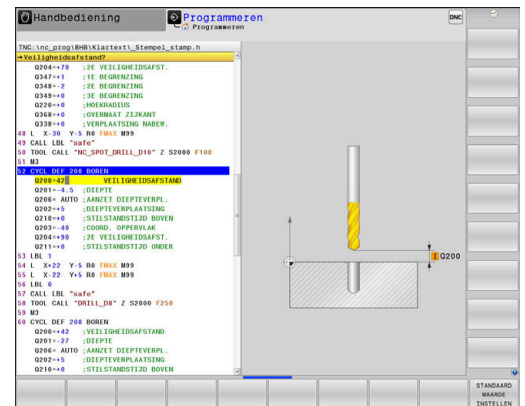 Handbediening
Programmeren
Programmeren
DNC
TNC:\nc_prog\BHB\Klartext\_Stempel_stamp.h
→Veiligheidsafstand?
Q204=+70 ;2E VEILIGHEIDSAFST.
Q347=+1 ;1E BEGRENZING
Q348=-2 ;2E BEGRENZING
Q349=+0 ;3E BEGRENZING
Q220=+0 ;HOEKRADIUS
Q368=+0 ;OVERMAAT ZIJKANT
Q338=+0 ;VERPLAATSING NABEW.
48 L X-30 Y-5 R0 FMAX M99
49 CALL LBL "safe"
50 TOOL CALL "NC_SPOT_DRILL_D10" Z S2000 F100
51 M3
52 CYCL DEF 200 BOREN
Q200=42 VEILIGHEIDSAFSTAND
Q201=-4.5 ;DIEPTE
Q206= AUTO ;AANZET DIEPTEVERPL.
Q202=+5 ;DIEPTEVERPLAATSING
Q210=+0 ;STILSTANDSTIJD BOVEN
Q203=-40 ;COORD. OPPERVLAK
Q204=+90 ;2E VEILIGHEIDSAFST.
Q211=+0 ;STILSTANDSTIJD ONDER
53 LBL 1
54 L X+22 Y-5 R0 FMAX M99
55 L X-22 Y+5 R0 FMAX M99
56 LBL 0
57 CALL LBL "safe"
58 TOOL CALL "DRILL_D8" Z S2000 F250
59 M3
60 CYCL DEF 200 BOREN
Q200=+42 ;VEILIGHEIDSAFSTAND
Q201=-27 ;DIEPTE
Q206= AUTO ;AANZET DIEPTEVERPL.
Q202=+5 ;DIEPTEVERPLAATSING
Q210=+0 ;STILSTANDSTIJD BOVEN
I Q200
STANDAARD
WAARDE
INSTELLEN